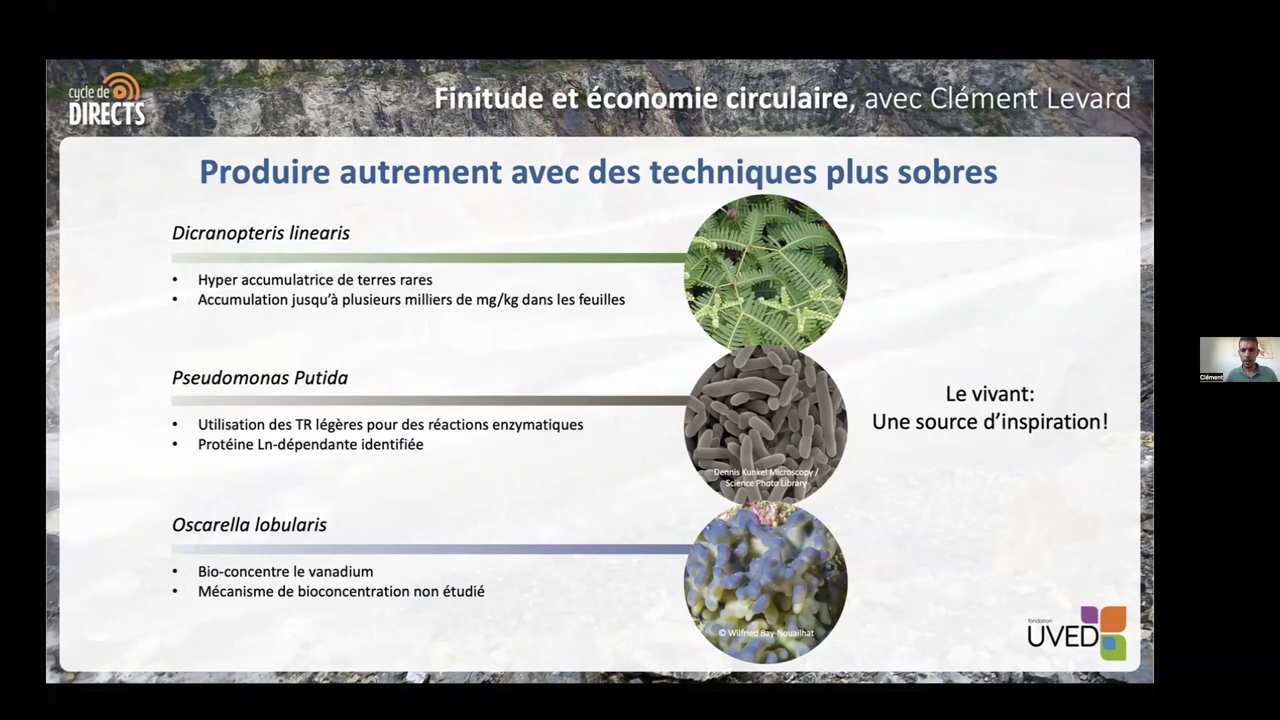 cycle de
DIRECTS
Finitude et économie circulaire, avec Clément Levard
Produire autrement avec des techniques plus sobres
Dicranopteris linearis
• Hyper accumulatrice de terres rares
• Accumulation jusqu'à plusieurs milliers de mg/kg dans les feuilles
Pseudomonas Putida
• Utilisation des TR légères pour des réactions enzymatiques
• Protéine Ln-dépendante identifiée
Dennis Kunkel Microscopy /
Science Photo Library
Oscarella lobularis
• Bio-concentre le vanadium
• Mécanisme de bioconcentration non étudié
© Wilfried Bay-Nouailhat
Le vivant:
Une source d'inspiration!
fondation
UVED
Clément